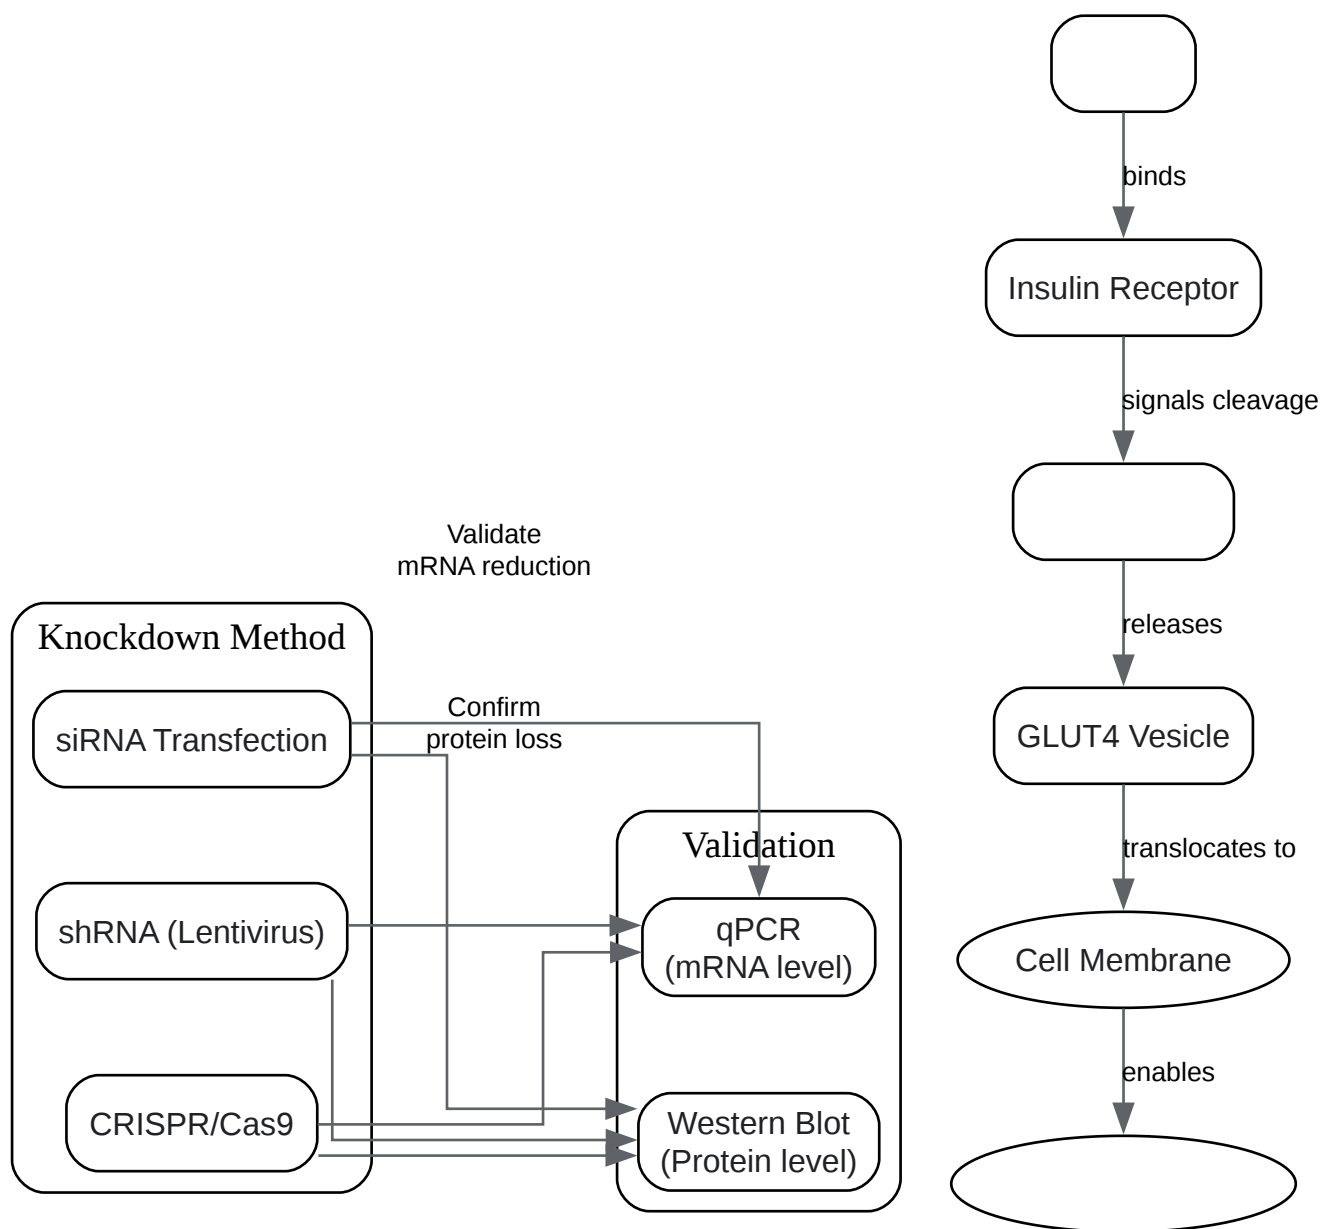 Validate
mRNA reduction
Knockdown Method
siRNA Transfection
Confirm
protein loss
shRNA (Lentivirus)
CRISPR/Cas9
Validation
qPCR
(mRNA level)
Western Blot
(Protein level)
binds
Insulin Receptor
signals cleavage
releases
GLUT4 Vesicle
translocates to
Cell Membrane
enables